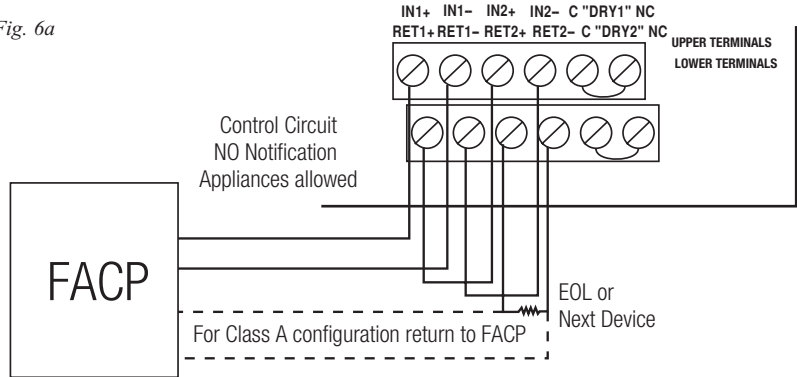 Fig. 6a
IN1+ IN1– IN2+ IN2– C "DRY1" NC
RET1+ RET1– RET2+ RET2– C "DRY2" NC
UPPER TERMINALS
LOWER TERMINALS
Control Circuit
NO Notification
Appliances allowed
FACP
EOL or
Next Device
For Class A configuration return to FACP